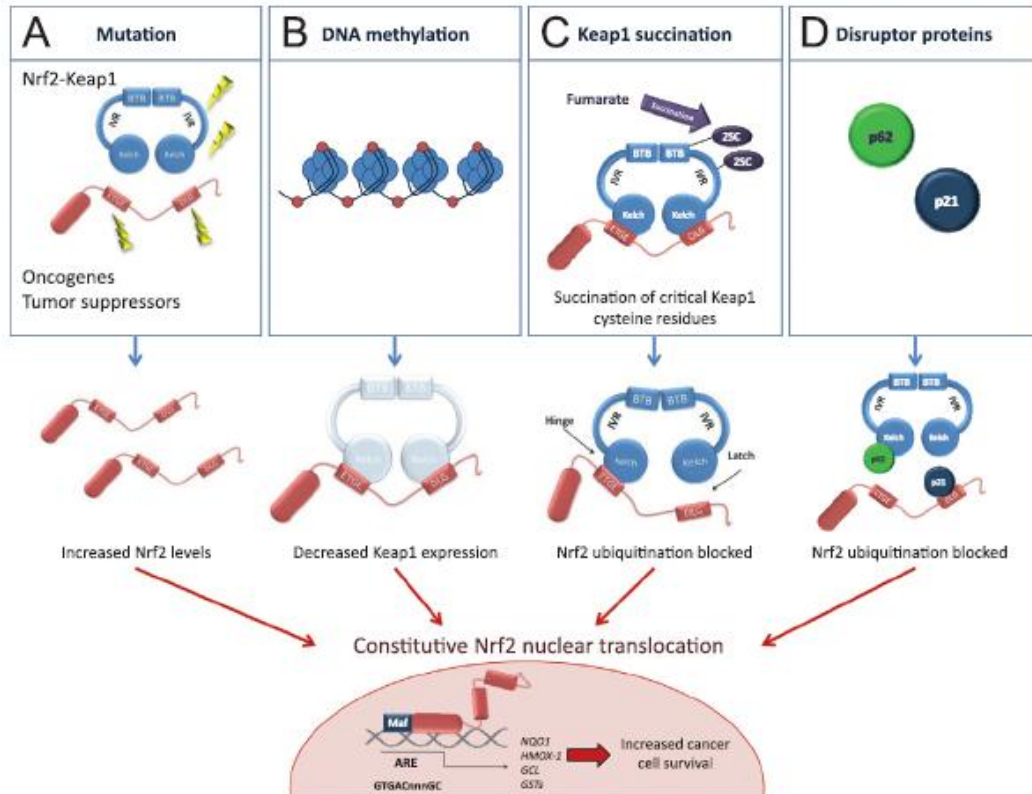 A
Mutation
Nrf2-Keap1
BTB BTB
IVR IVR
Kelch Kelch
ETGE DLG
Oncogenes
Tumor suppressors
B
DNA methylation
C
Keap1 succination
Fumarate
Succination
2SC
2SC
BTB BTB
IVR IVR
Kelch Kelch
ETGE DLG
Succination of critical Keap1
cysteine residues
D
Disruptor proteins
p62
p21
ETGE DLG
ETGE DLG
Increased Nrf2 levels
BTB BTB
Kelch Kelch
ETGE DLG
Decreased Keap1 expression
BTB BTB
IVR IVR
Hinge
Kelch Kelch
Latch
ETGE
DLG
Nrf2 ubiquitination blocked
BTB BTB
IVR IVR
Kelch Kelch
p62
p21
ETGE DLG
Nrf2 ubiquitination blocked
Constitutive Nrf2 nuclear translocation
Maf
ARE
GTGACnnnGC
NQO1
HMOX-1
GCL
GSTs
Increased cancer
cell survival